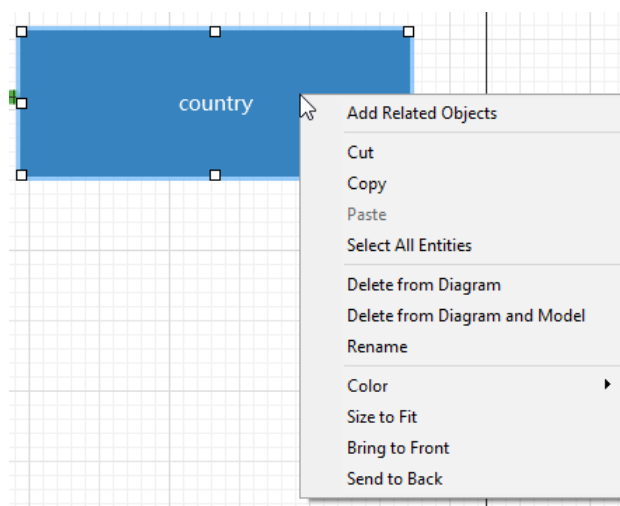 country
Add Related Objects
Cut
Copy
Paste
Select All Entities
Delete from Diagram
Delete from Diagram and Model
Rename
Color
Size to Fit
Bring to Front
Send to Back